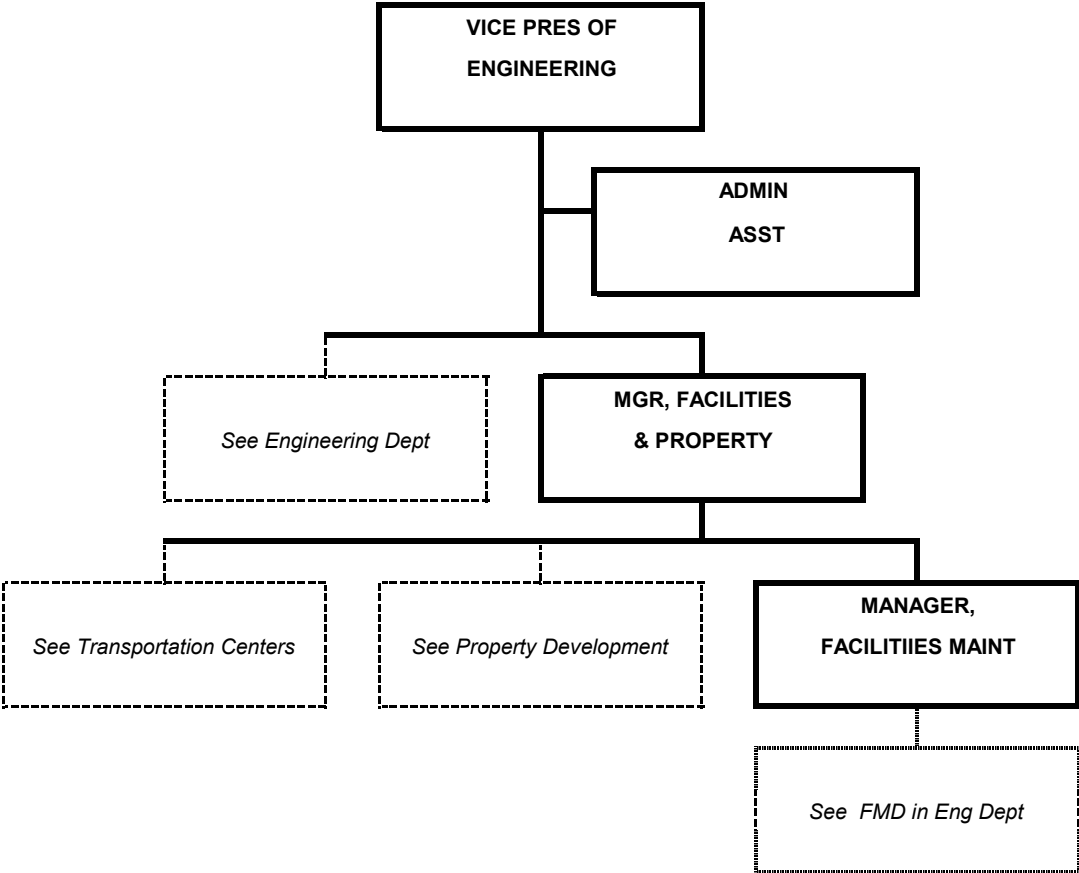 VICE PRES OF
ENGINEERING
ADMIN
ASST
See Engineering Dept
MGR, FACILITIES
& PROPERTY
See Transportation Centers
See Property Development
MANAGER,
FACILITIIES MAINT
See  FMD in Eng Dept